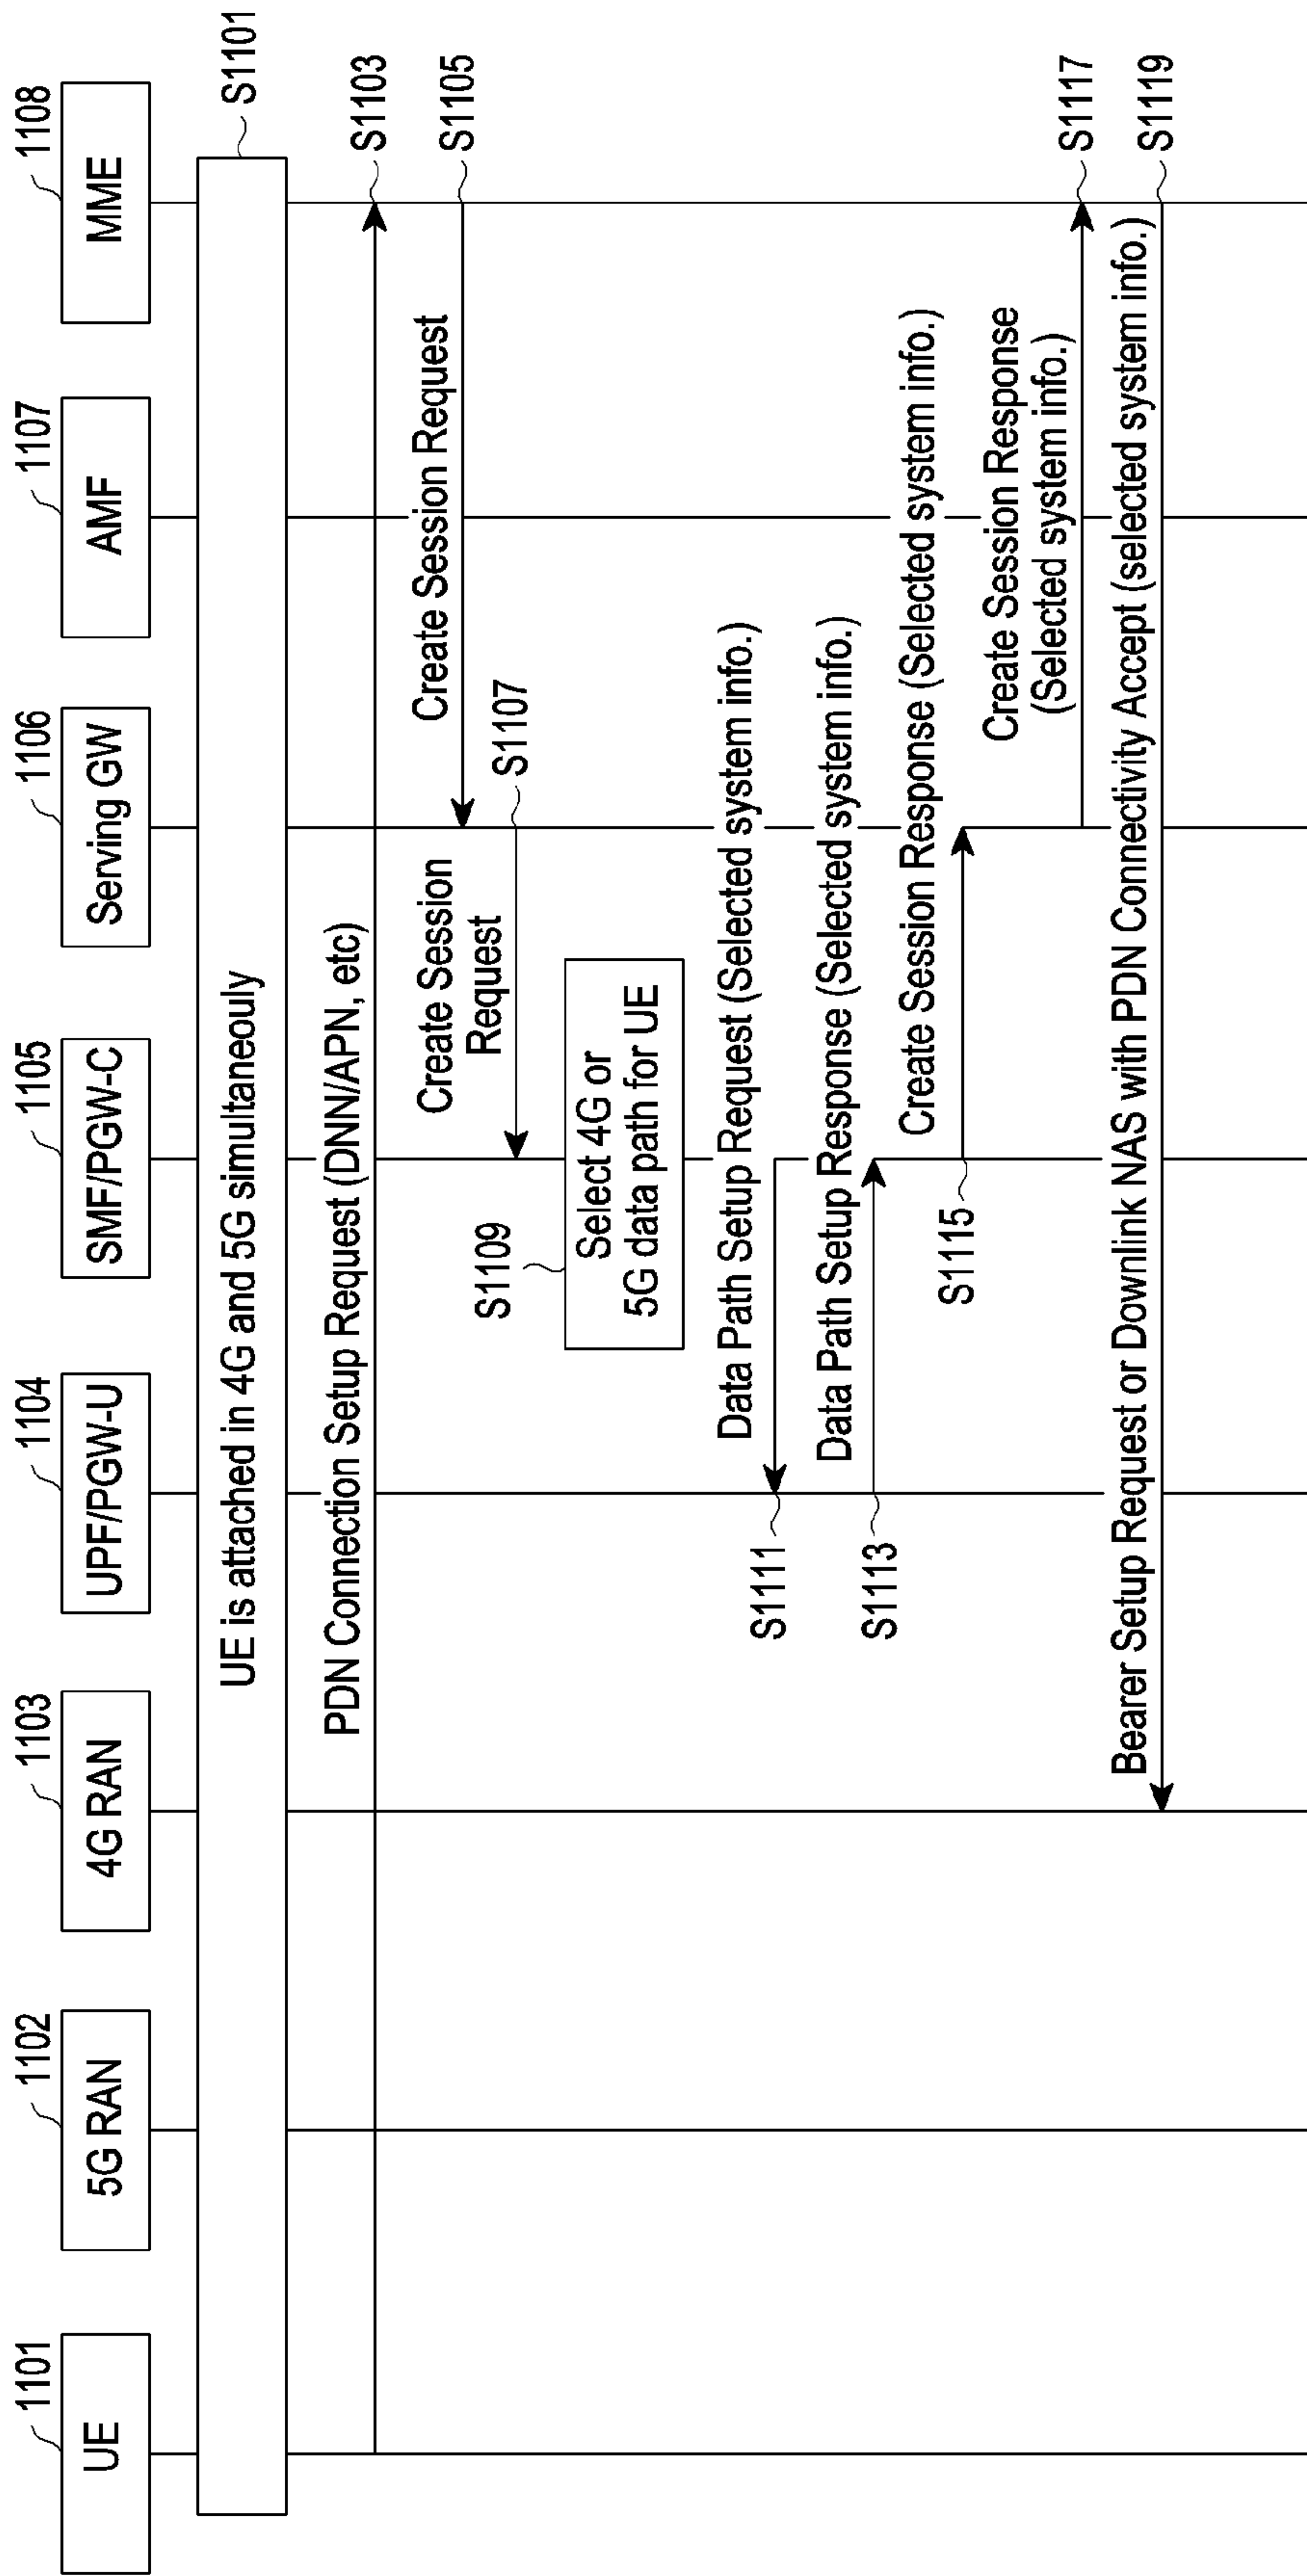 1101
1102
1103
1104
1105
1106
1107
1108
UE
5G RAN
4G RAN
UPF/PGW-U
SMF/PGW-C
Serving GW
AMF
MME
UE is attached in 4G and 5G simultaneouly
S1101
PDN Connection Setup Request (DNN/APN, etc)
S1103
Create Session Request
S1105
Create Session
Request
S1107
S1109
Select 4G or
5G data path for UE
Data Path Setup Request (Selected system info.)
S1111
Data Path Setup Response (Selected system info.)
S1113
Create Session Response (Selected system info.)
S1115
Create Session Response
(Selected system info.)
S1117
Bearer Setup Request or Downlink NAS with PDN Connectivity Accept (selected system info.)
S1119